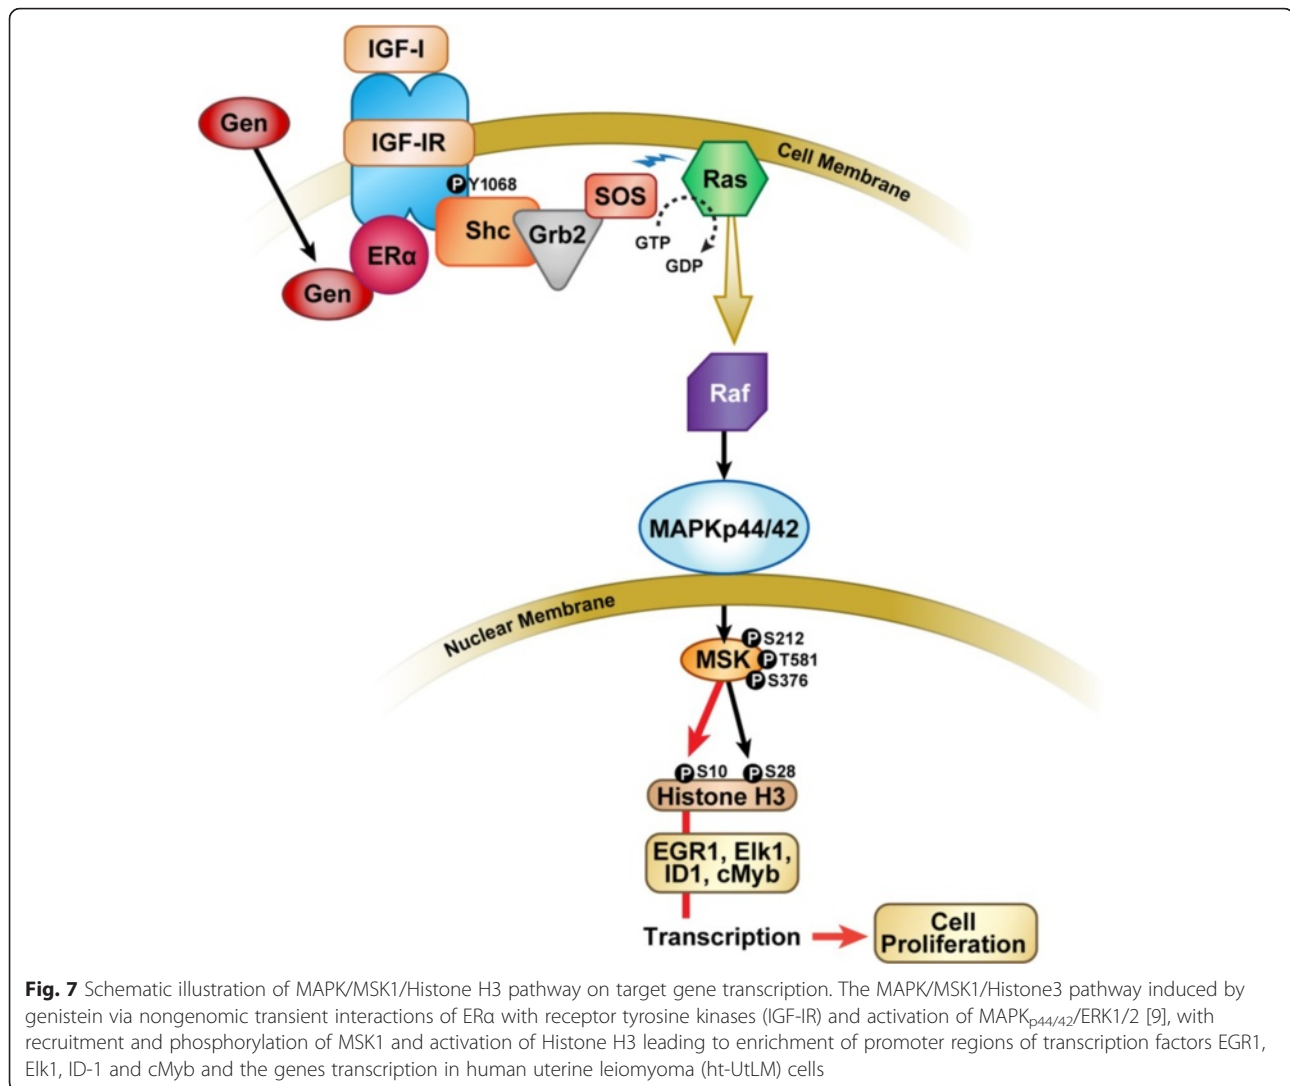 IGF-I
Gen
IGF-IR
Cell Membrane
P Y1068
SOS
Ras
Shc
Grb2
ERα
GTP
GDP
Gen
Raf
MAPKp44/42
Nuclear Membrane
P S212
MSK
P T581
P S376
P S10
P S28
Histone H3
EGR1, Elk1,
ID1, cMyb
Transcription
Cell
Proliferation
Fig. 7 Schematic illustration of MAPK/MSK1/Histone H3 pathway on target gene transcription. The MAPK/MSK1/Histone3 pathway induced by
genistein via nongenomic transient interactions of ERα with receptor tyrosine kinases (IGF-IR) and activation of MAPKp44/42/ERK1/2 [9], with
recruitment and phosphorylation of MSK1 and activation of Histone H3 leading to enrichment of promoter regions of transcription factors EGR1,
Elk1, ID-1 and cMyb and the genes transcription in human uterine leiomyoma (ht-UtLM) cells